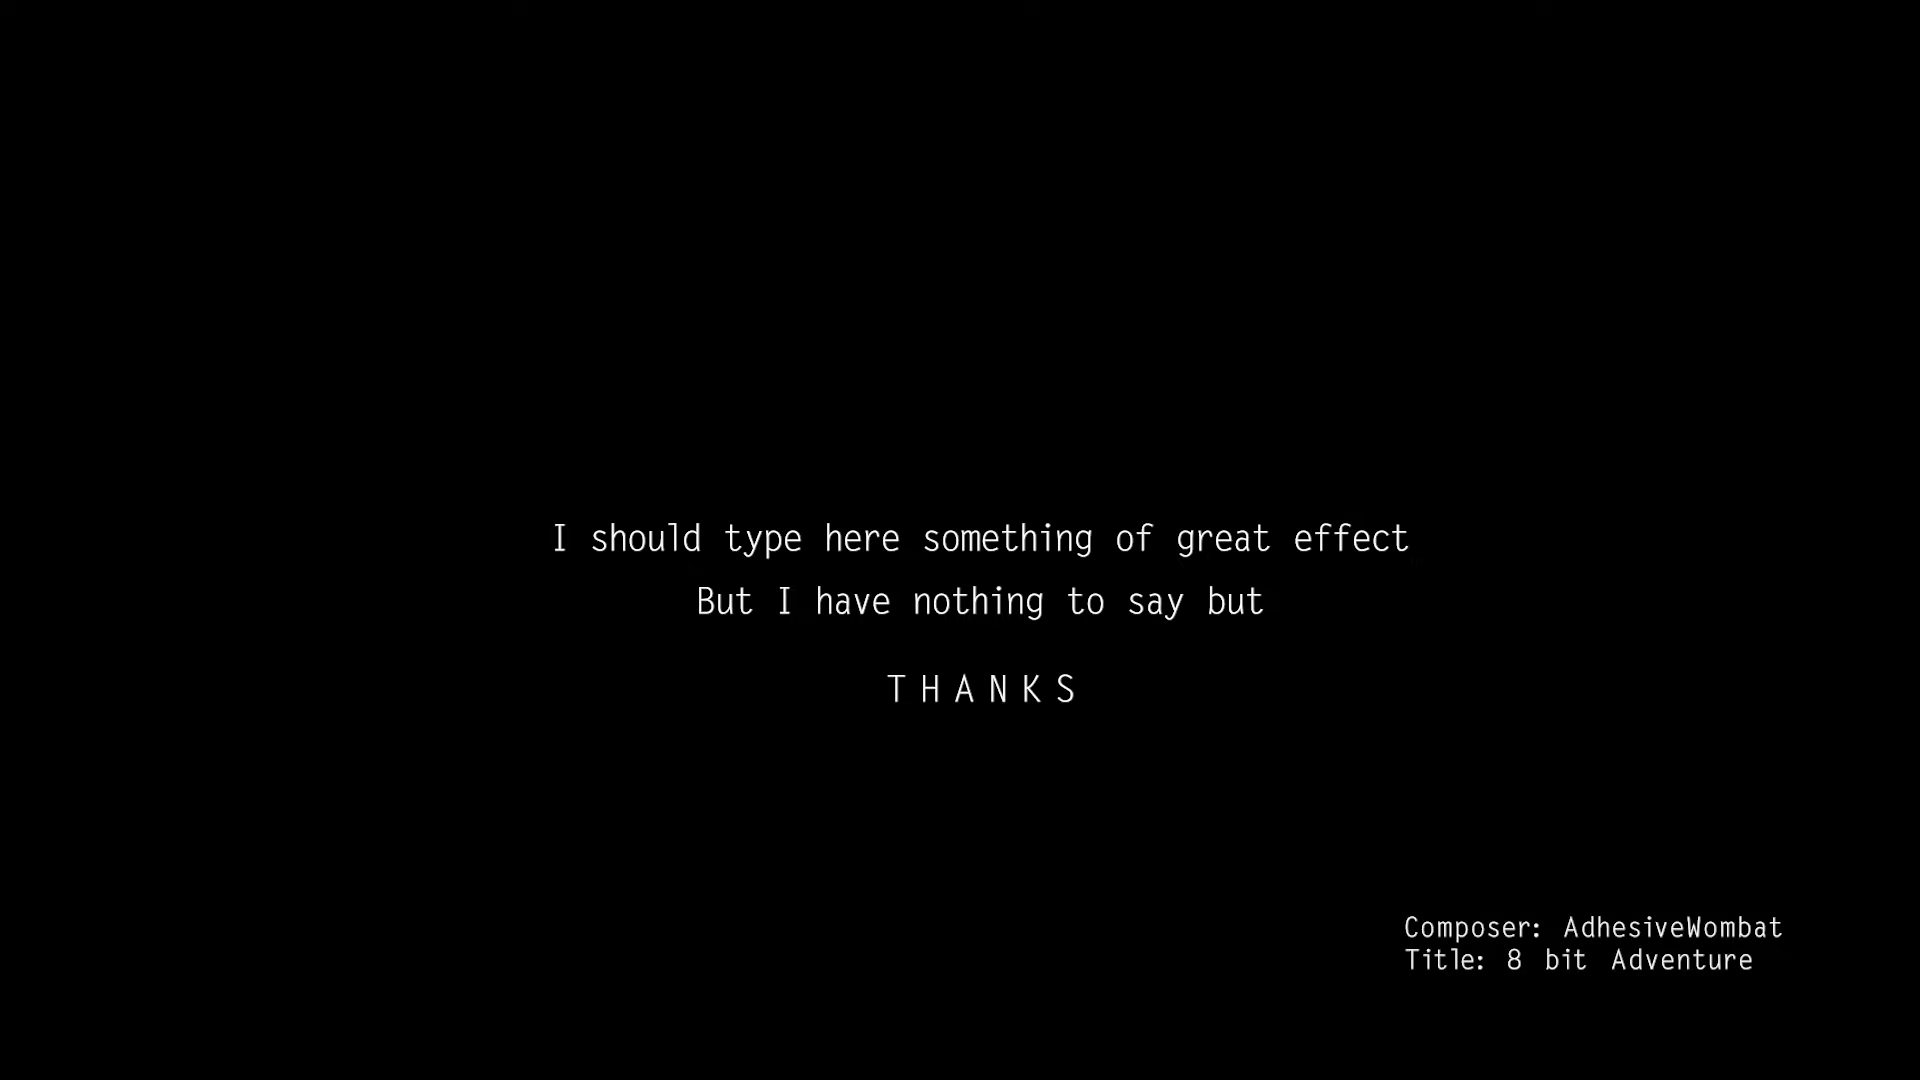 I should type here something of great effect
But I have nothing to say but
T H A N K S
Composer: AdhesiveWombat
Title: 8 bit Adventure